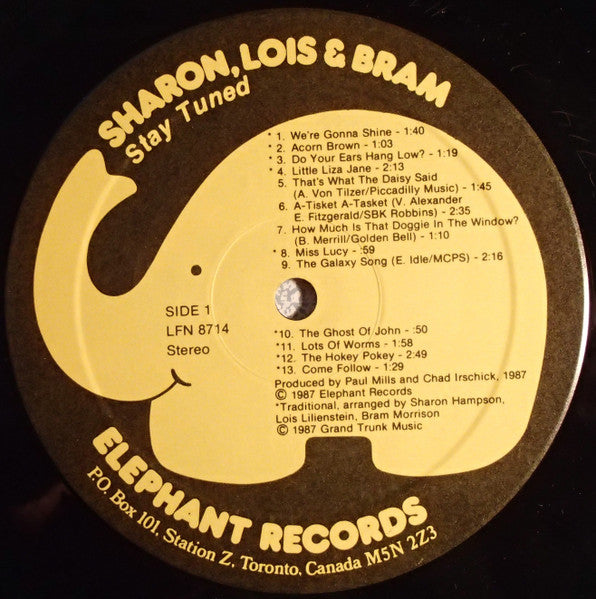 SHARON, LOIS & BRAM
Stay Tuned
* 1. We're Gonna Shine - 1:40
* 2. Acorn Brown - 1:03
* 3. Do Your Ears Hang Low? - 1:19
* 4. Little Liza Jane - 2:13
5. That's What The Daisy Said
(A. Von Tilzer/Piccadilly Music) - 1:45
6. A-Tisket A-Tasket (V. Alexander
E. Fitzgerald/SBK Robbins) - 2:35
7. How Much Is That Doggie In The Window?
(B. Merrill/Golden Bell) - 1:10
* 8. Miss Lucy - :59
9. The Galaxy Song (E. Idle/MCPS) - 2:16
SIDE 1
LFN 8714
Stereo
*10. The Ghost Of John - :50
*11. Lots Of Worms - 1:58
*12. The Hokey Pokey - 2:49
*13. Come Follow - 1:29
Produced by Paul Mills and Chad Irschick, 1987
Ⓒ 1987 Elephant Records
*Traditional, arranged by Sharon Hampson,
Lois Lilienstein, Bram Morrison
Ⓒ 1987 Grand Trunk Music
ELEPHANT RECORDS
P.O. Box 101, Station Z, Toronto, Canada M5N 2Z3